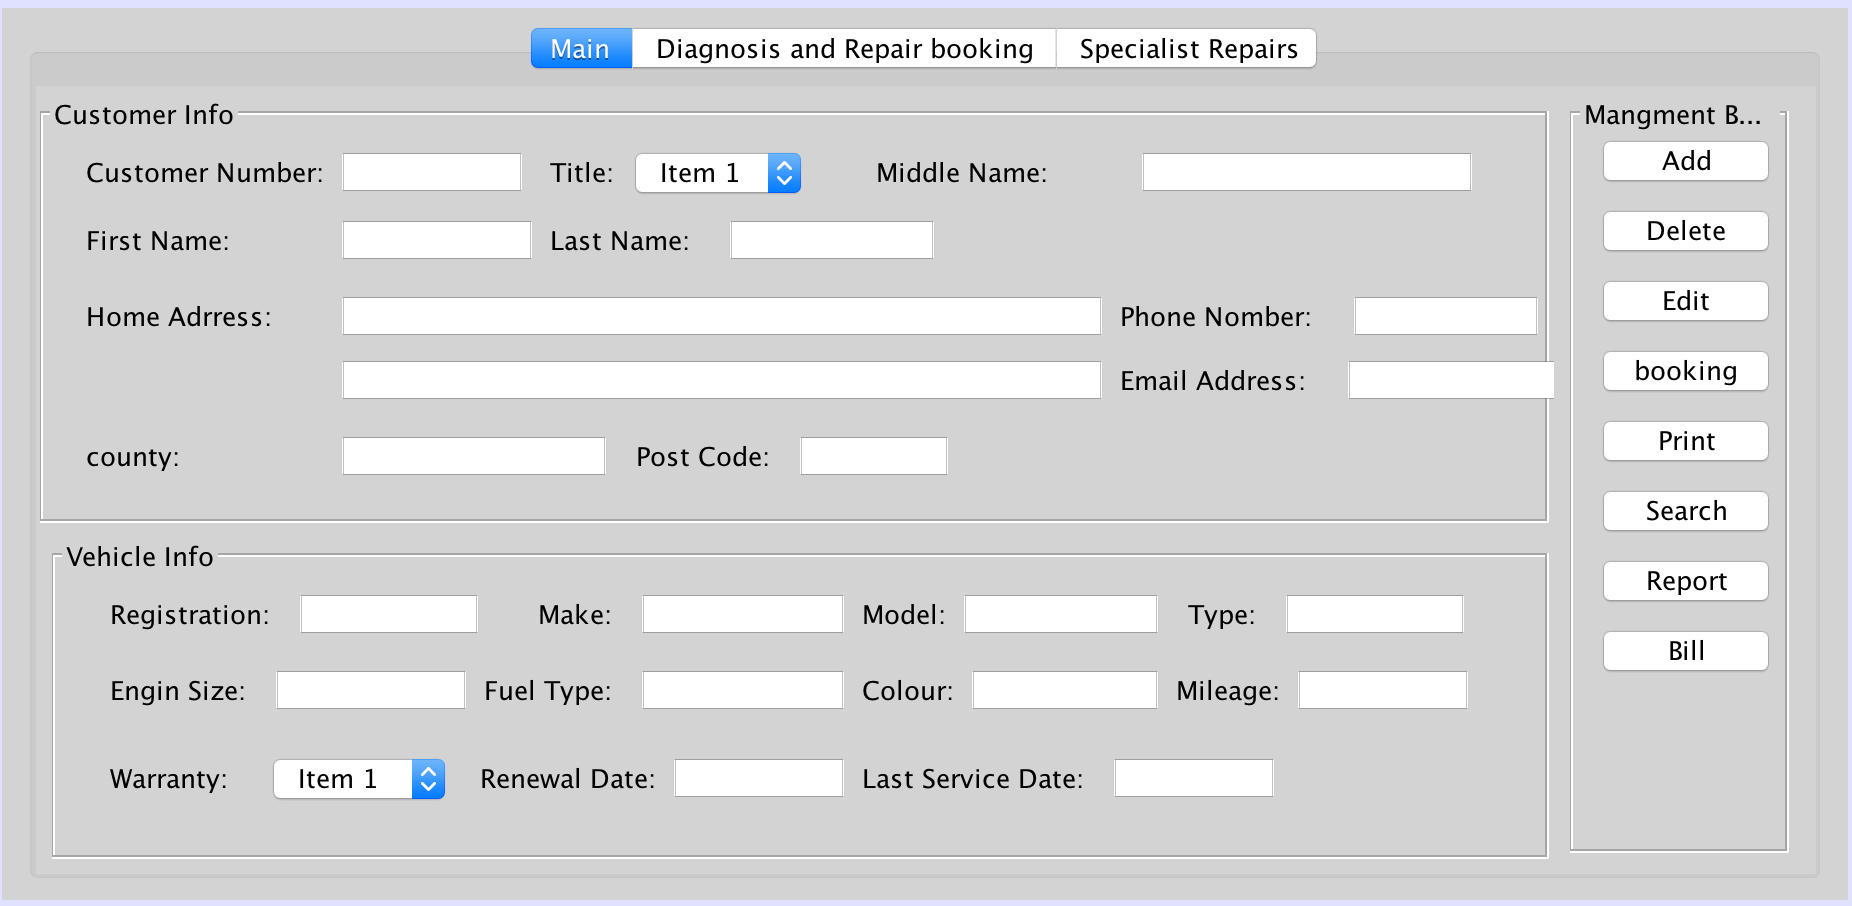 Main Diagnosis and Repair booking Specialist Repairs
Customer Info
Customer Number: Title: Item 1 Middle Name:
First Name: Last Name:
Home Adrress: Phone Nomber:
Email Address:
county: Post Code:
Vehicle Info
Registration: Make: Model: Type:
Engin Size: Fuel Type: Colour: Mileage:
Warranty: Item 1 Renewal Date: Last Service Date:
Mangment B...
Add
Delete
Edit
booking
Print
Search
Report
Bill